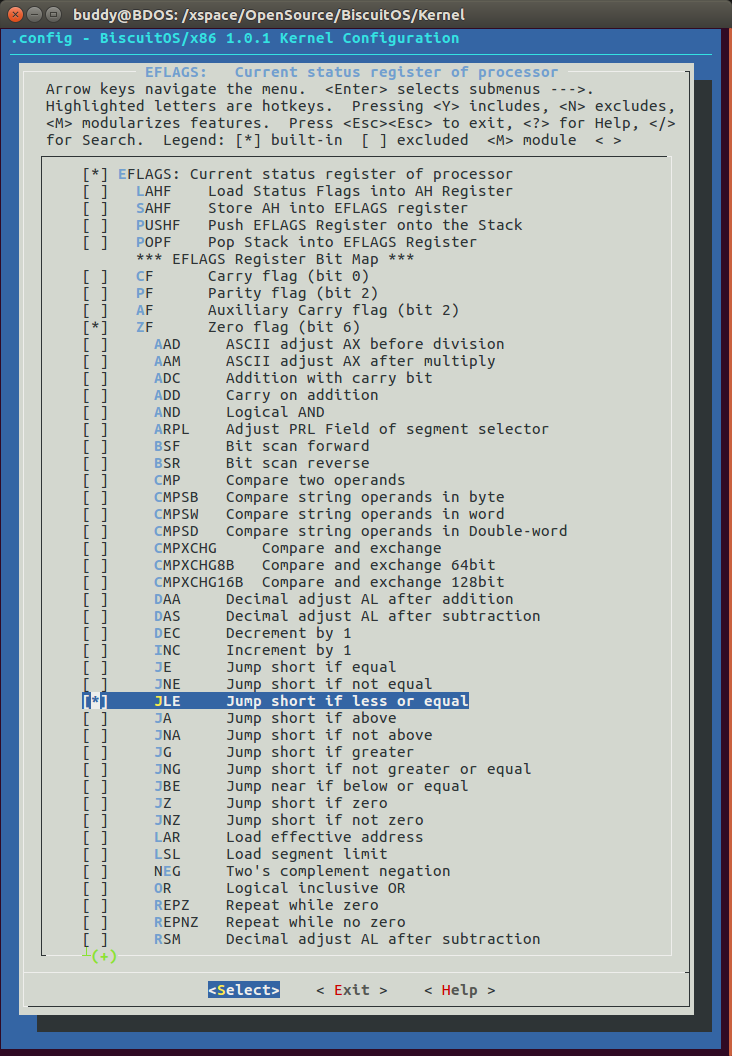 buddy@BDOS: /xspace/OpenSource/BiscuitOS/Kernel
.config - BiscuitOS/x86 1.0.1 Kernel Configuration
EFLAGS:   Current status register of processor
Arrow keys navigate the menu.  <Enter> selects submenus --->.
Highlighted letters are hotkeys.  Pressing <Y> includes, <N> excludes,
<M> modularizes features.  Press <Esc><Esc> to exit, <?> for Help, </>
for Search.  Legend: [*] built-in  [ ] excluded  <M> module  < >
[*] EFLAGS: Current status register of processor
[ ]   LAHF    Load Status Flags into AH Register
[ ]   SAHF    Store AH into EFLAGS register
[ ]   PUSHF   Push EFLAGS Register onto the Stack
[ ]   POPF    Pop Stack into EFLAGS Register
*** EFLAGS Register Bit Map ***
[ ]   CF      Carry flag (bit 0)
[ ]   PF      Parity flag (bit 2)
[ ]   AF      Auxiliary Carry flag (bit 2)
[*]   ZF      Zero flag (bit 6)
[ ]     AAD     ASCII adjust AX before division
[ ]     AAM     ASCII adjust AX after multiply
[ ]     ADC     Addition with carry bit
[ ]     ADD     Carry on addition
[ ]     AND     Logical AND
[ ]     ARPL    Adjust PRL Field of segment selector
[ ]     BSF     Bit scan forward
[ ]     BSR     Bit scan reverse
[ ]     CMP     Compare two operands
[ ]     CMPSB   Compare string operands in byte
[ ]     CMPSW   Compare string operands in word
[ ]     CMPSD   Compare string operands in Double-word
[ ]     CMPXCHG     Compare and exchange
[ ]     CMPXCHG8B   Compare and exchange 64bit
[ ]     CMPXCHG16B  Compare and exchange 128bit
[ ]     DAA     Decimal adjust AL after addition
[ ]     DAS     Decimal adjust AL after subtraction
[ ]     DEC     Decrement by 1
[ ]     INC     Increment by 1
[ ]     JE      Jump short if equal
[ ]     JNE     Jump short if not equal
[*]     JLE     Jump short if less or equal
[ ]     JA      Jump short if above
[ ]     JNA     Jump short if not above
[ ]     JG      Jump short if greater
[ ]     JNG     Jump short if not greater or equal
[ ]     JBE     Jump near if below or equal
[ ]     JZ      Jump short if zero
[ ]     JNZ     Jump short if not zero
[ ]     LAR     Load effective address
[ ]     LSL     Load segment limit
[ ]     NEG     Two's complement negation
[ ]     OR      Logical inclusive OR
[ ]     REPZ    Repeat while zero
[ ]     REPNZ   Repeat while no zero
[ ]     RSM     Decimal adjust AL after subtraction
(+)
<Select>    < Exit >    < Help >